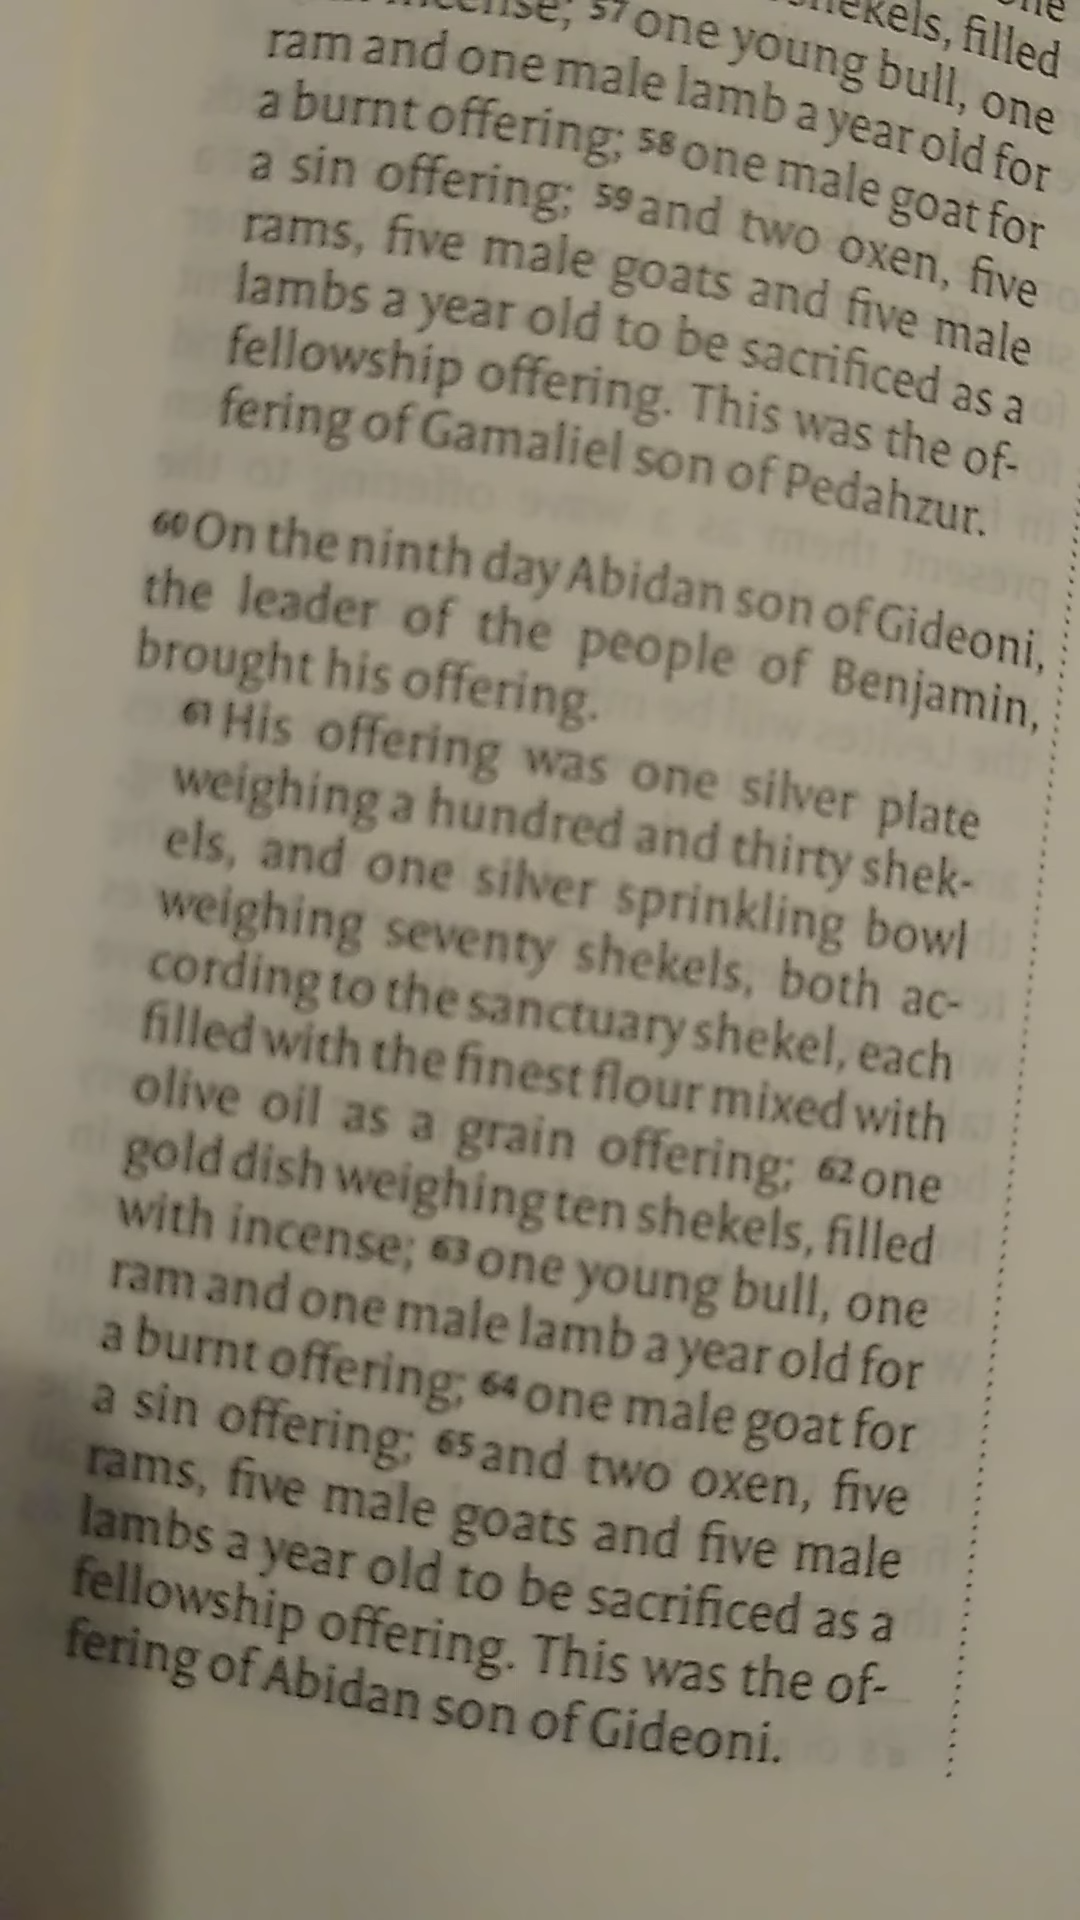 incense; 57 one young bull, one
shekels, filled
ram and one male lamb a year old for
a burnt offering; 58 one male goat for
a sin offering; 59 and two oxen, five
rams, five male goats and five male
lambs a year old to be sacrificed as a
fellowship offering. This was the of-
fering of Gamaliel son of Pedahzur.
60 On the ninth day Abidan son of Gideoni,
the leader of the people of Benjamin,
brought his offering.
61 His offering was one silver plate
weighing a hundred and thirty shek-
els, and one silver sprinkling bowl
weighing seventy shekels, both ac-
cording to the sanctuary shekel, each
filled with the finest flour mixed with
olive oil as a grain offering; 62 one
gold dish weighing ten shekels, filled
with incense; 63 one young bull, one
ram and one male lamb a year old for
a burnt offering; 64 one male goat for
a sin offering; 65 and two oxen, five
rams, five male goats and five male
lambs a year old to be sacrificed as a
fellowship offering. This was the of-
fering of Abidan son of Gideoni.